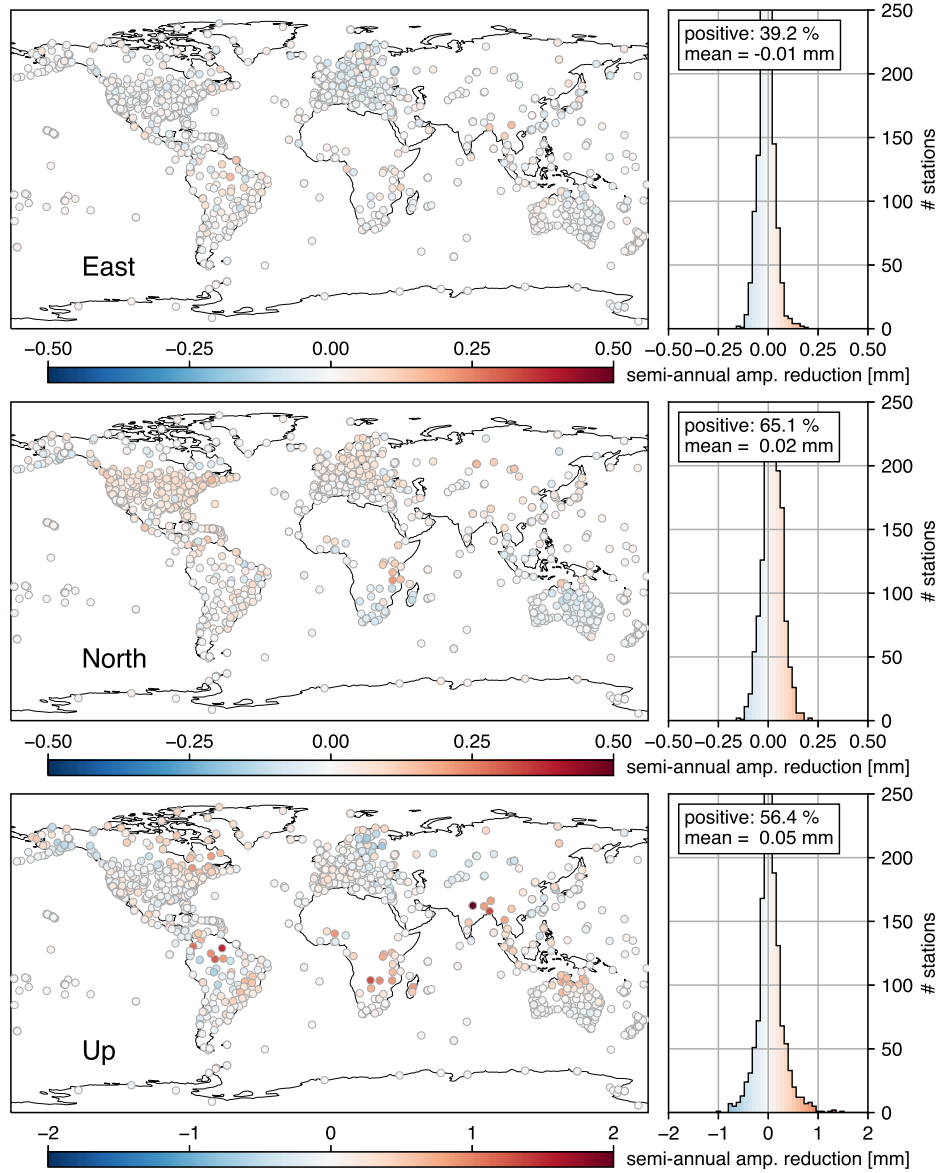 positive: 39.2 %
mean = -0.01 mm
250
200
150
100
50
0
# stations
East
−0.50 −0.25 0.00 0.25 0.50
−0.50 −0.25 0.00 0.25 0.50
semi-annual amp. reduction [mm]
positive: 65.1 %
mean = 0.02 mm
250
200
150
100
50
0
# stations
North
−0.50 −0.25 0.00 0.25 0.50
−0.50 −0.25 0.00 0.25 0.50
semi-annual amp. reduction [mm]
positive: 56.4 %
mean = 0.05 mm
250
200
150
100
50
0
# stations
Up
−2 −1 0 1 2
−2 −1 0 1 2
semi-annual amp. reduction [mm]